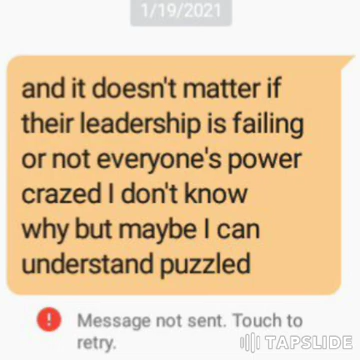 1/19/2021
and it doesn't matter if
their leadership is failing
or not everyone's power
crazed I don't know
why but maybe I can
understand puzzled
Message not sent. Touch to
retry.
TAPSLIDE